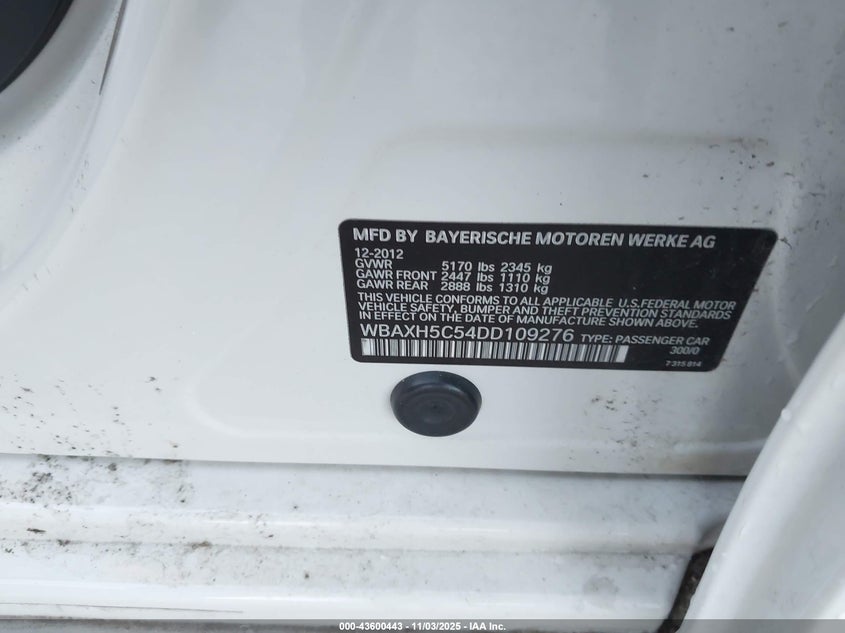 MFD BY BAYERISCHE MOTOREN WERKE AG
12-2012
GVWR 5170 lbs 2345 kg
GAWR FRONT 2447 lbs 1110 kg
GAWR REAR 2888 lbs 1310 kg
THIS VEHICLE CONFORMS TO ALL APPLICABLE U.S.FEDERAL MOTOR
VEHICLE SAFETY, BUMPER AND THEFT PREVENTION STANDARDS
IN EFFECT ON THE DATE OF MANUFACTURE SHOWN ABOVE.
WBAXH5C54DD109276 TYPE: PASSENGER CAR
300/0
7 315 814
000-43600443 - 11/03/2025 - IAA Inc.